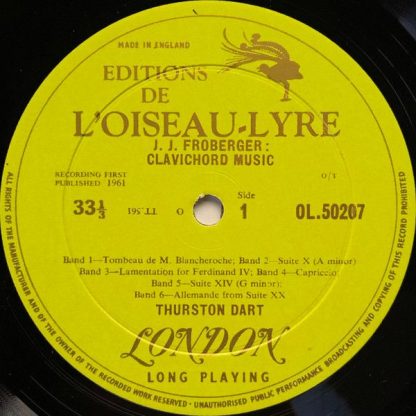 MADE IN ENGLAND
EDITIONS
DE
L'OISEAU-LYRE
J. J. FROBERGER:
CLAVICHORD MUSIC
RECORDING FIRST
PUBLISHED 1961
O/T
Side
33⅓ ET.361 O 1 OL.50207
Band 1—Tombeau de M. Blancheroche; Band 2—Suite X (A minor)
Band 3—Lamentation for Ferdinand IV; Band 4—Capriccio;
Band 5—Suite XIV (G minor);
Band 6—Allemande from Suite XX
THURSTON DART
LONDON
LONG PLAYING
ALL RIGHTS OF THE MANUFACTURER AND OF THE OWNER OF THE RECORDED WORK RESERVED · UNAUTHORISED PUBLIC PERFORMANCE BROADCASTING AND COPYING OF THIS RECORD PROHIBITED